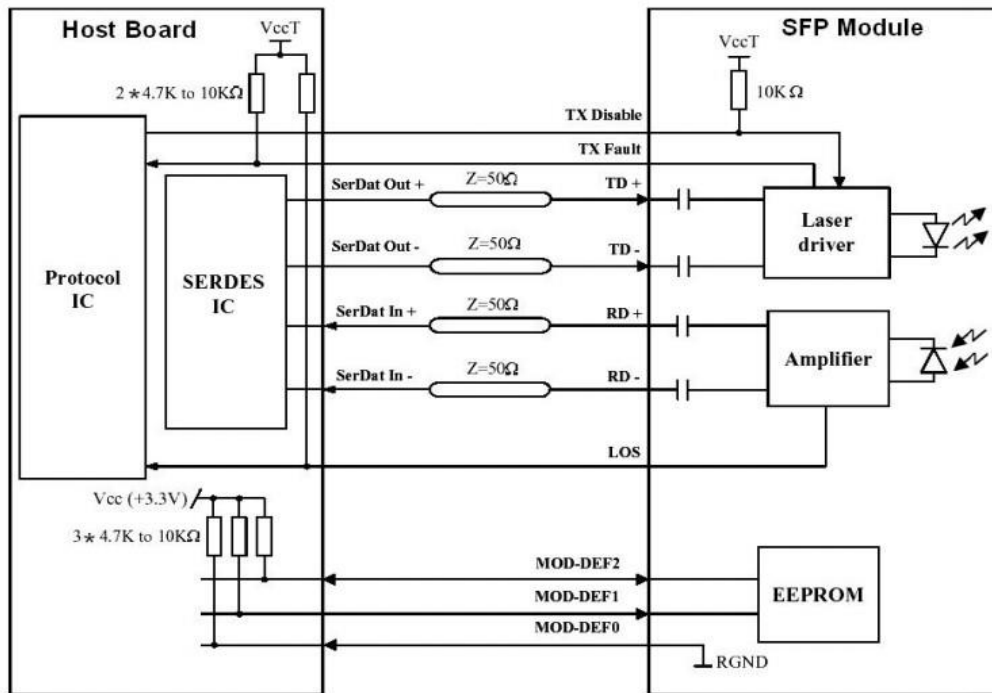 Host Board
SFP Module
VccT
VccT
2*4.7K to 10KΩ
10KΩ
TX Disable
TX Fault
SerDat Out +
Z=50Ω
TD +
Laser
driver
SerDat Out -
Z=50Ω
TD -
Protocol
IC
SERDES
IC
SerDat In +
Z=50Ω
RD +
Amplifier
SerDat In -
Z=50Ω
RD -
LOS
Vcc (+3.3V)
3*4.7K to 10KΩ
MOD-DEF2
MOD-DEF1
MOD-DEF0
EEPROM
RGND